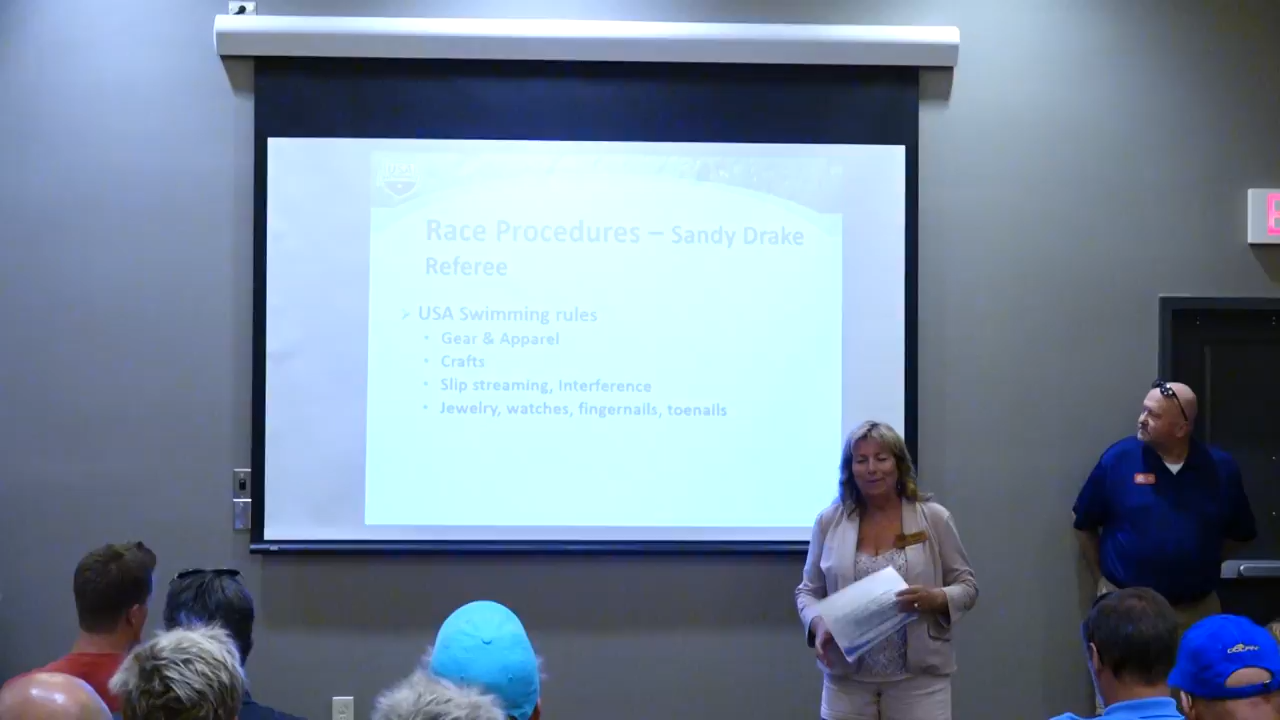 Race Procedures – Sandy Drake
Referee
USA Swimming rules
Gear & Apparel
Crafts
Slip streaming, Interference
Jewelry, watches, fingernails, toenails